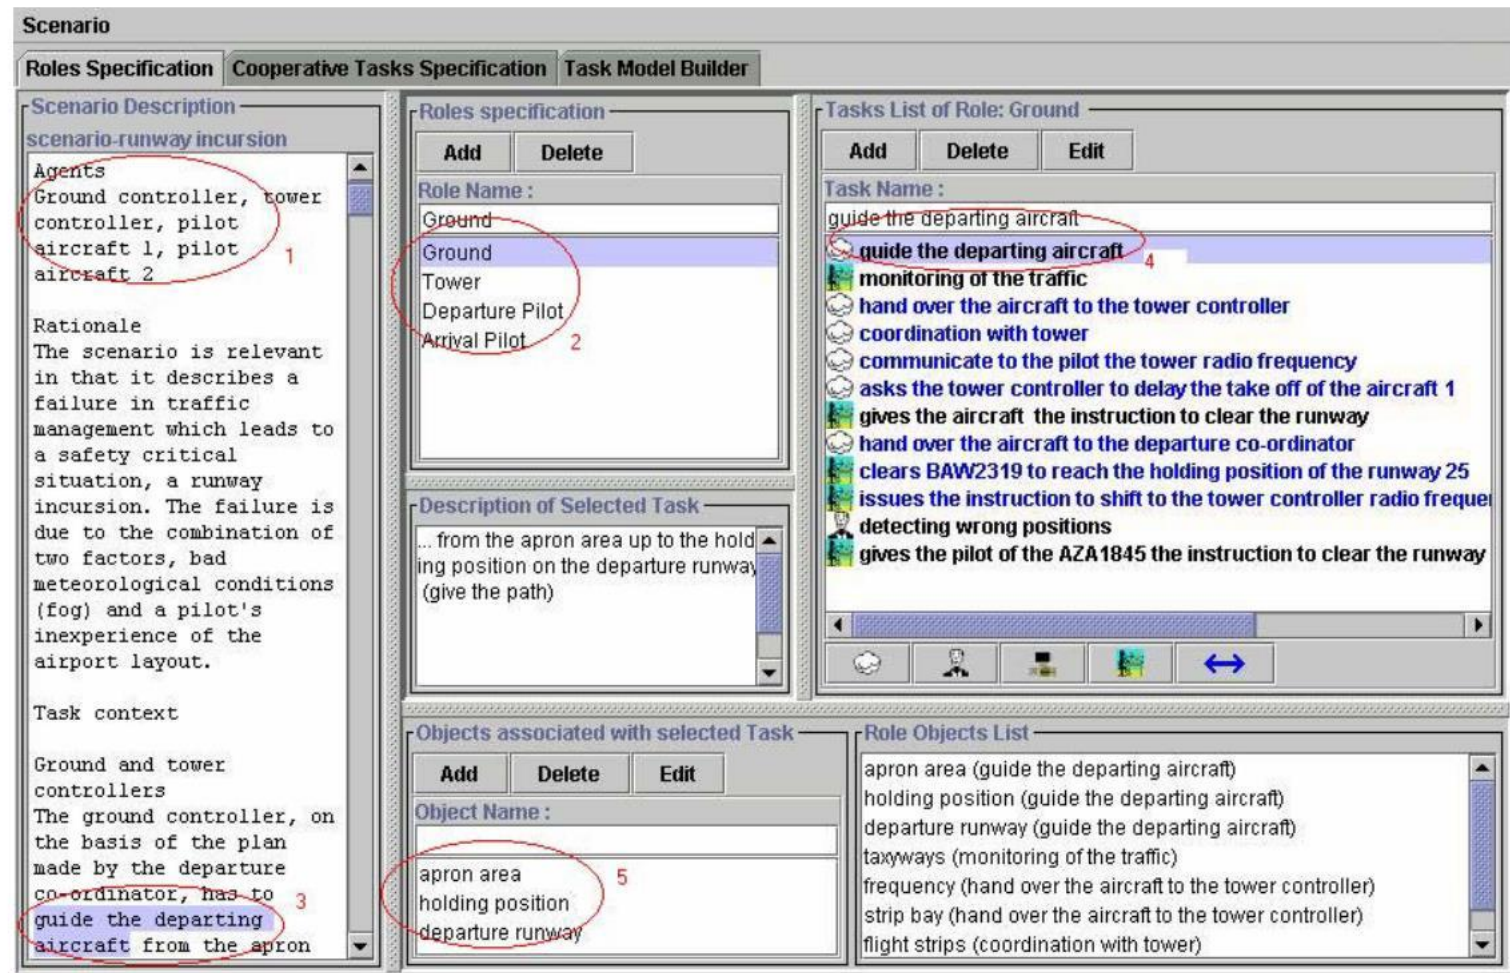 Scenario
Roles Specification
Cooperative Tasks Specification
Task Model Builder
Scenario Description
scenario-runway incursion
Agents
Ground controller, tower
controller, pilot
aircraft 1, pilot
aircraft 2
1
Rationale
The scenario is relevant
in that it describes a
failure in traffic
management which leads to
a safety critical
situation, a runway
incursion. The failure is
due to the combination of
two factors, bad
meteorological conditions
(fog) and a pilot's
inexperience of the
airport layout.
Task context
Ground and tower
controllers
The ground controller, on
the basis of the plan
made by the departure
co-ordinator, has to
3
guide the departing
aircraft from the apron
Roles specification
Add Delete
Role Name :
Ground
Ground
Tower
Departure Pilot
Arrival Pilot
2
Description of Selected Task
... from the apron area up to the hold
ing position on the departure runway
(give the path)
Tasks List of Role: Ground
Add Delete Edit
Task Name :
guide the departing aircraft
guide the departing aircraft
4
monitoring of the traffic
hand over the aircraft to the tower controller
coordination with tower
communicate to the pilot the tower radio frequency
asks the tower controller to delay the take off of the aircraft 1
gives the aircraft the instruction to clear the runway
hand over the aircraft to the departure co-ordinator
clears BAW2319 to reach the holding position of the runway 25
issues the instruction to shift to the tower controller radio freque
detecting wrong positions
gives the pilot of the AZA1845 the instruction to clear the runway
Objects associated with selected Task
Add Delete Edit
Object Name :
apron area
5
holding position
departure runway
Role Objects List
apron area (guide the departing aircraft)
holding position (guide the departing aircraft)
departure runway (guide the departing aircraft)
taxyways (monitoring of the traffic)
frequency (hand over the aircraft to the tower controller)
strip bay (hand over the aircraft to the tower controller)
flight strips (coordination with tower)